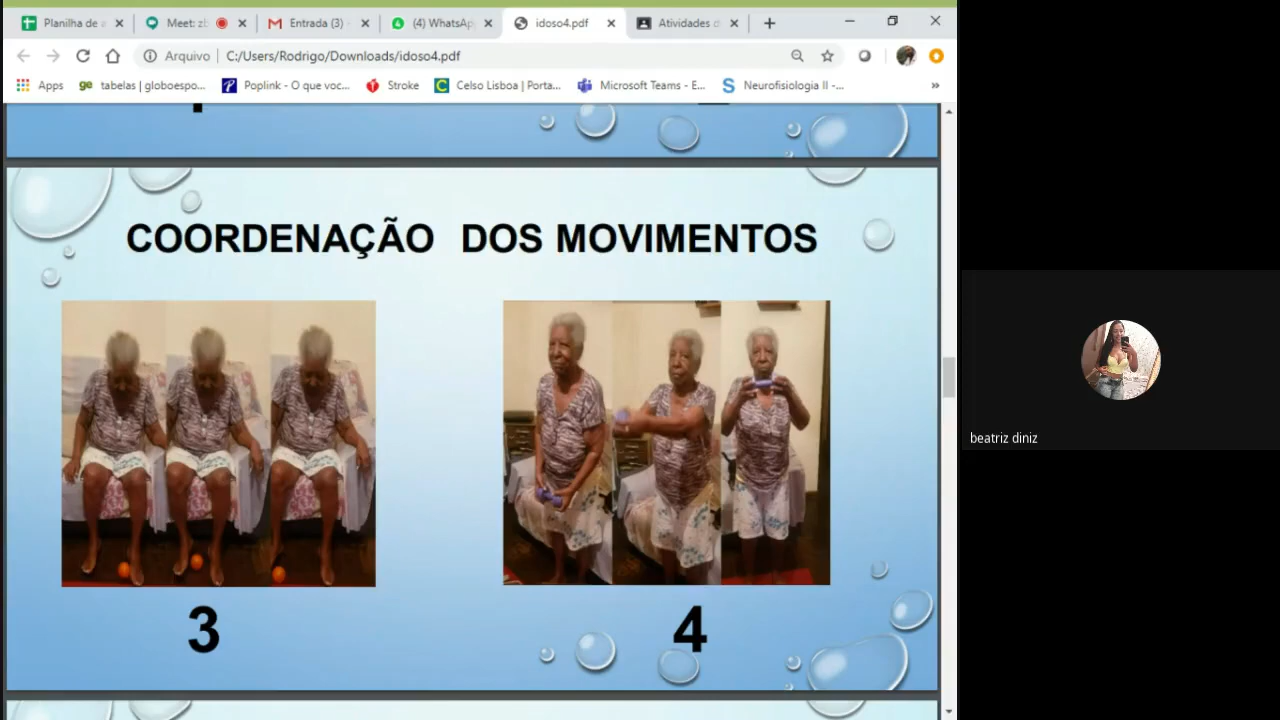 Planilha de a
Meet: zl
Entrada (3)
(4) WhatsAp
idoso4.pdf
Atividades d
Arquivo
C:/Users/Rodrigo/Downloads/idoso4.pdf
Apps
tabelas | globoespo...
Poplink - O que voc...
Stroke
Celso Lisboa | Porta...
Microsoft Teams - E...
Neurofisiologia II -...
»
COORDENAÇÃO DOS MOVIMENTOS
3
4
beatriz diniz